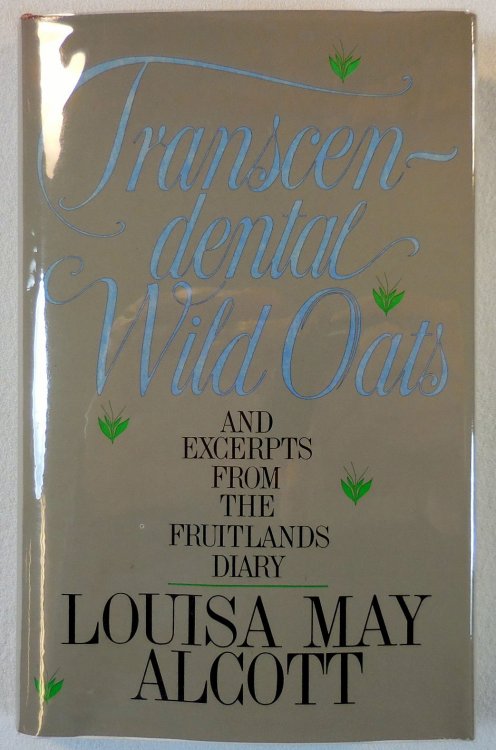 Transcen-
dental
Wild Oats
AND
EXCERPTS
FROM
THE
FRUITLANDS
DIARY
LOUISA MAY
ALCOTT